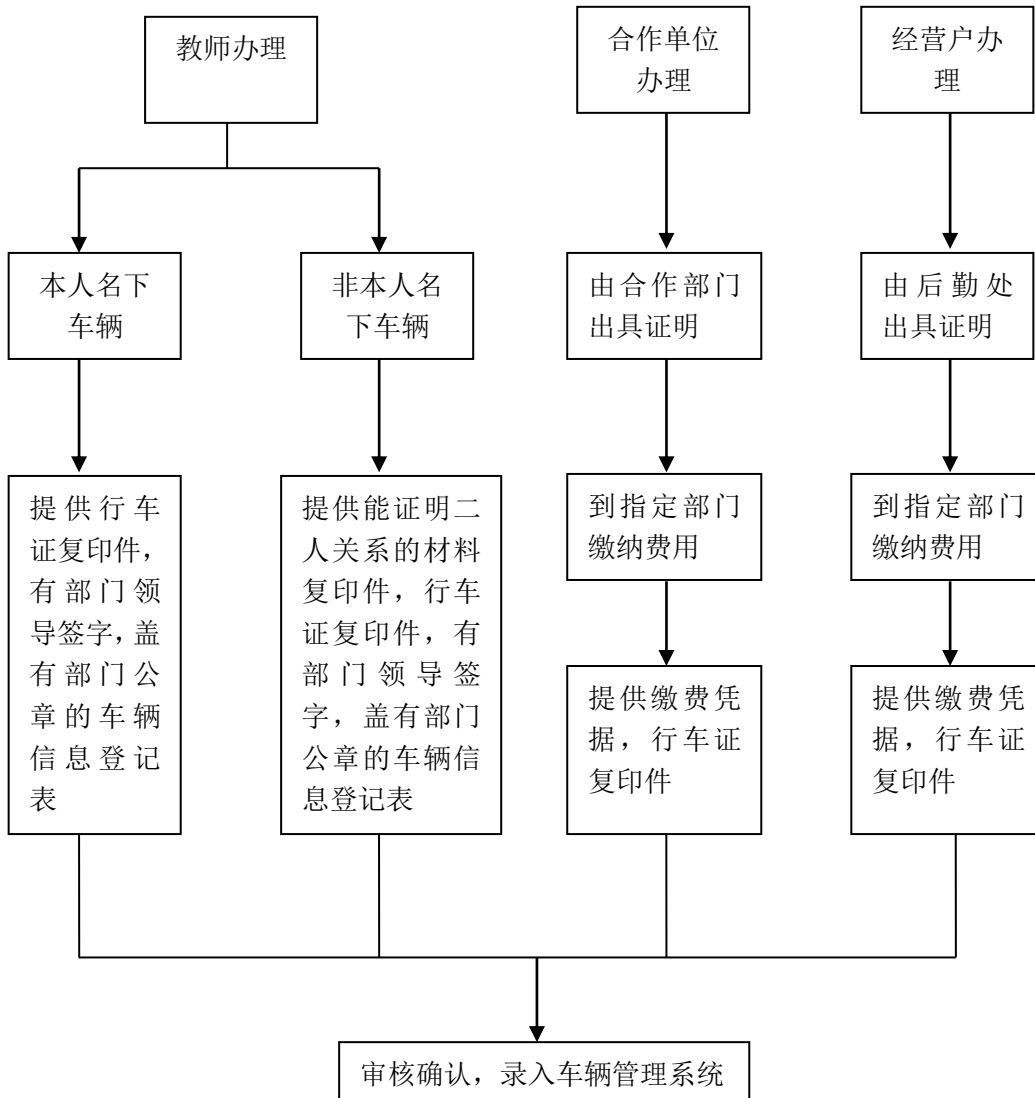 教师办理
合作单位
办理
经营户办
理
本人名下
车辆
非本人名
下车辆
由合作部门
出具证明
由后勤处
出具证明
提供行车
证复印件，
有部门领
导签字，盖
有部门公
章的车辆
信息登记
表
提供能证明二
人关系的材料
复印件，行车
证复印件，有
部门领导签
字，盖有部门
公章的车辆信
息登记表
到指定部门
缴纳费用
到指定部门
缴纳费用
提供缴费凭
据，行车证
复印件
提供缴费凭
据，行车证
复印件
审核确认，录入车辆管理系统